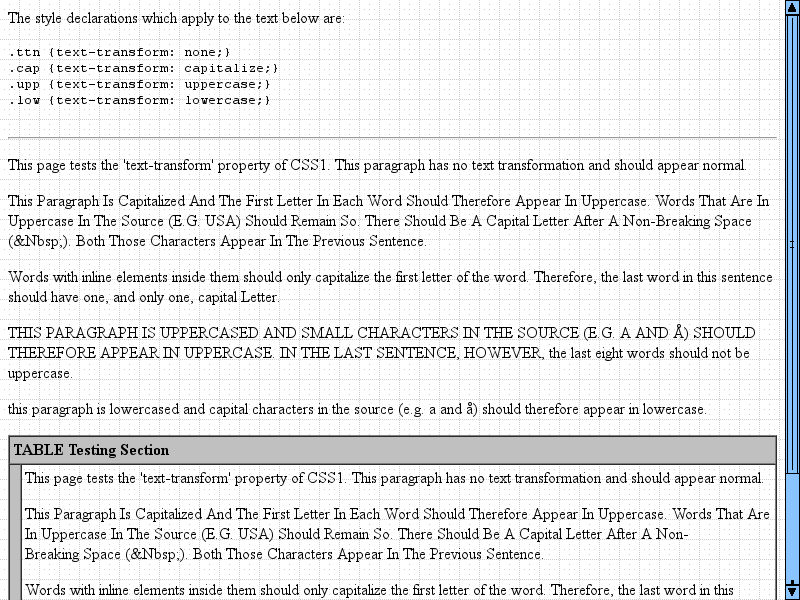 The style declarations which apply to the text below are:
.ttn {text-transform: none;}
.cap {text-transform: capitalize;}
.upp {text-transform: uppercase;}
.low {text-transform: lowercase;}
This page tests the 'text-transform' property of CSS1. This paragraph has no text transformation and should appear normal.
This Paragraph Is Capitalized And The First Letter In Each Word Should Therefore Appear In Uppercase. Words That Are In
Uppercase In The Source (E.G. USA) Should Remain So. There Should Be A Capital Letter After A Non-Breaking Space
(&Nbsp;). Both Those Characters Appear In The Previous Sentence.
Words with inline elements inside them should only capitalize the first letter of the word. Therefore, the last word in this sentence
should have one, and only one, capital Letter.
THIS PARAGRAPH IS UPPERCASED AND SMALL CHARACTERS IN THE SOURCE (E.G. A AND Å) SHOULD
THEREFORE APPEAR IN UPPERCASE. IN THE LAST SENTENCE, HOWEVER, the last eight words should not be
uppercase.
this paragraph is lowercased and capital characters in the source (e.g. a and å) should therefore appear in lowercase.
TABLE Testing Section
This page tests the 'text-transform' property of CSS1. This paragraph has no text transformation and should appear normal.
This Paragraph Is Capitalized And The First Letter In Each Word Should Therefore Appear In Uppercase. Words That Are
In Uppercase In The Source (E.G. USA) Should Remain So. There Should Be A Capital Letter After A Non-
Breaking Space (&Nbsp;). Both Those Characters Appear In The Previous Sentence.
Words with inline elements inside them should only capitalize the first letter of the word. Therefore, the last word in this